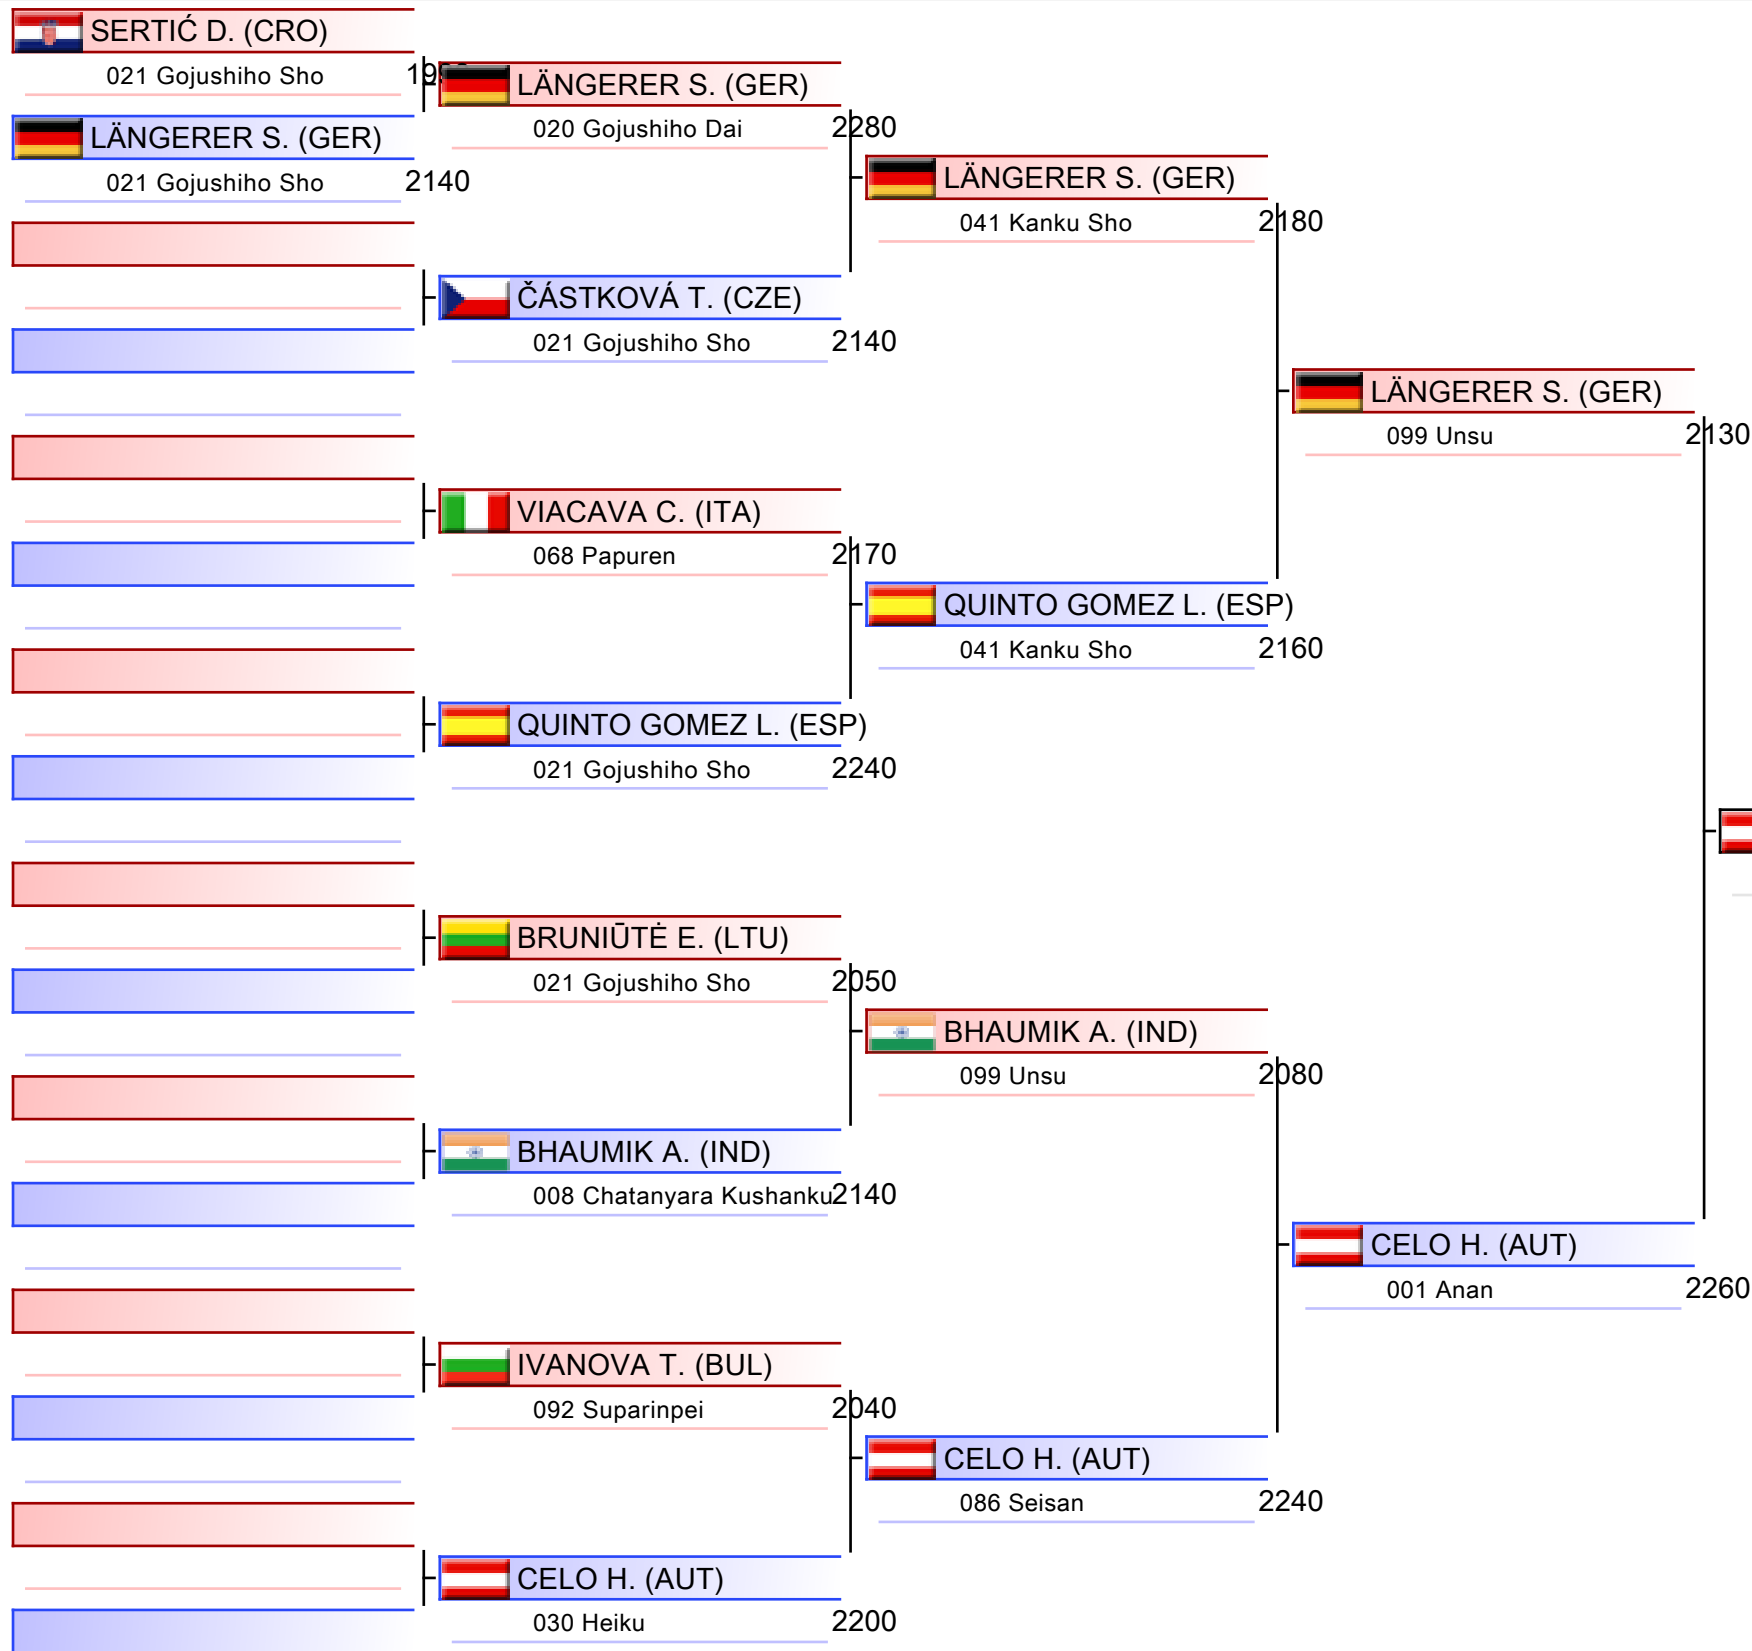 SERTIĆ D. (CRO)
021 Gojushiho Sho
LÄNGERER S. (GER)
021 Gojushiho Sho 2140
LÄNGERER S. (GER)
020 Gojushiho Dai 2280
ČÁSTKOVÁ T. (CZE)
021 Gojushiho Sho 2140
VIACAVA C. (ITA)
068 Papuren 2170
QUINTO GOMEZ L. (ESP)
021 Gojushiho Sho 2240
BRUNIŪTĖ E. (LTU)
021 Gojushiho Sho 2050
BHAUMIK A. (IND)
008 Chatanyara Kushanku 2140
IVANOVA T. (BUL)
092 Suparinpei 2040
CELO H. (AUT)
030 Heiku 2200
LÄNGERER S. (GER)
041 Kanku Sho 2180
QUINTO GOMEZ L. (ESP)
041 Kanku Sho 2160
BHAUMIK A. (IND)
099 Unsu 2080
CELO H. (AUT)
086 Seisan 2240
LÄNGERER S. (GER)
099 Unsu 2130
CELO H. (AUT)
001 Anan 2260